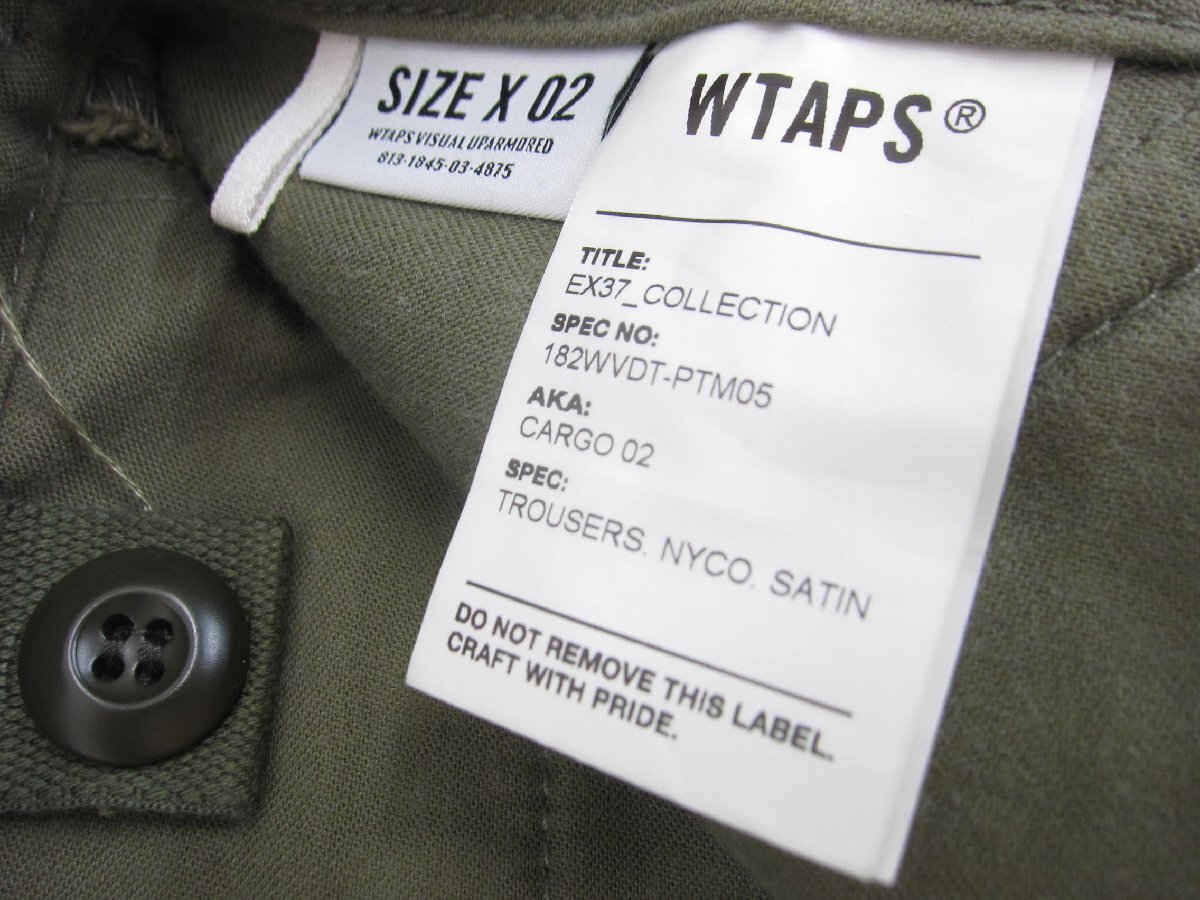 SIZE X 02
WTAPS VISUAL UPARMORED
813-1845-03-4875
WTAPS®
TITLE:
EX37_COLLECTION
SPEC NO:
182WVDT-PTM05
AKA:
CARGO 02
SPEC:
TROUSERS. NYCO. SATIN
DO NOT REMOVE THIS LABEL.
CRAFT WITH PRIDE.